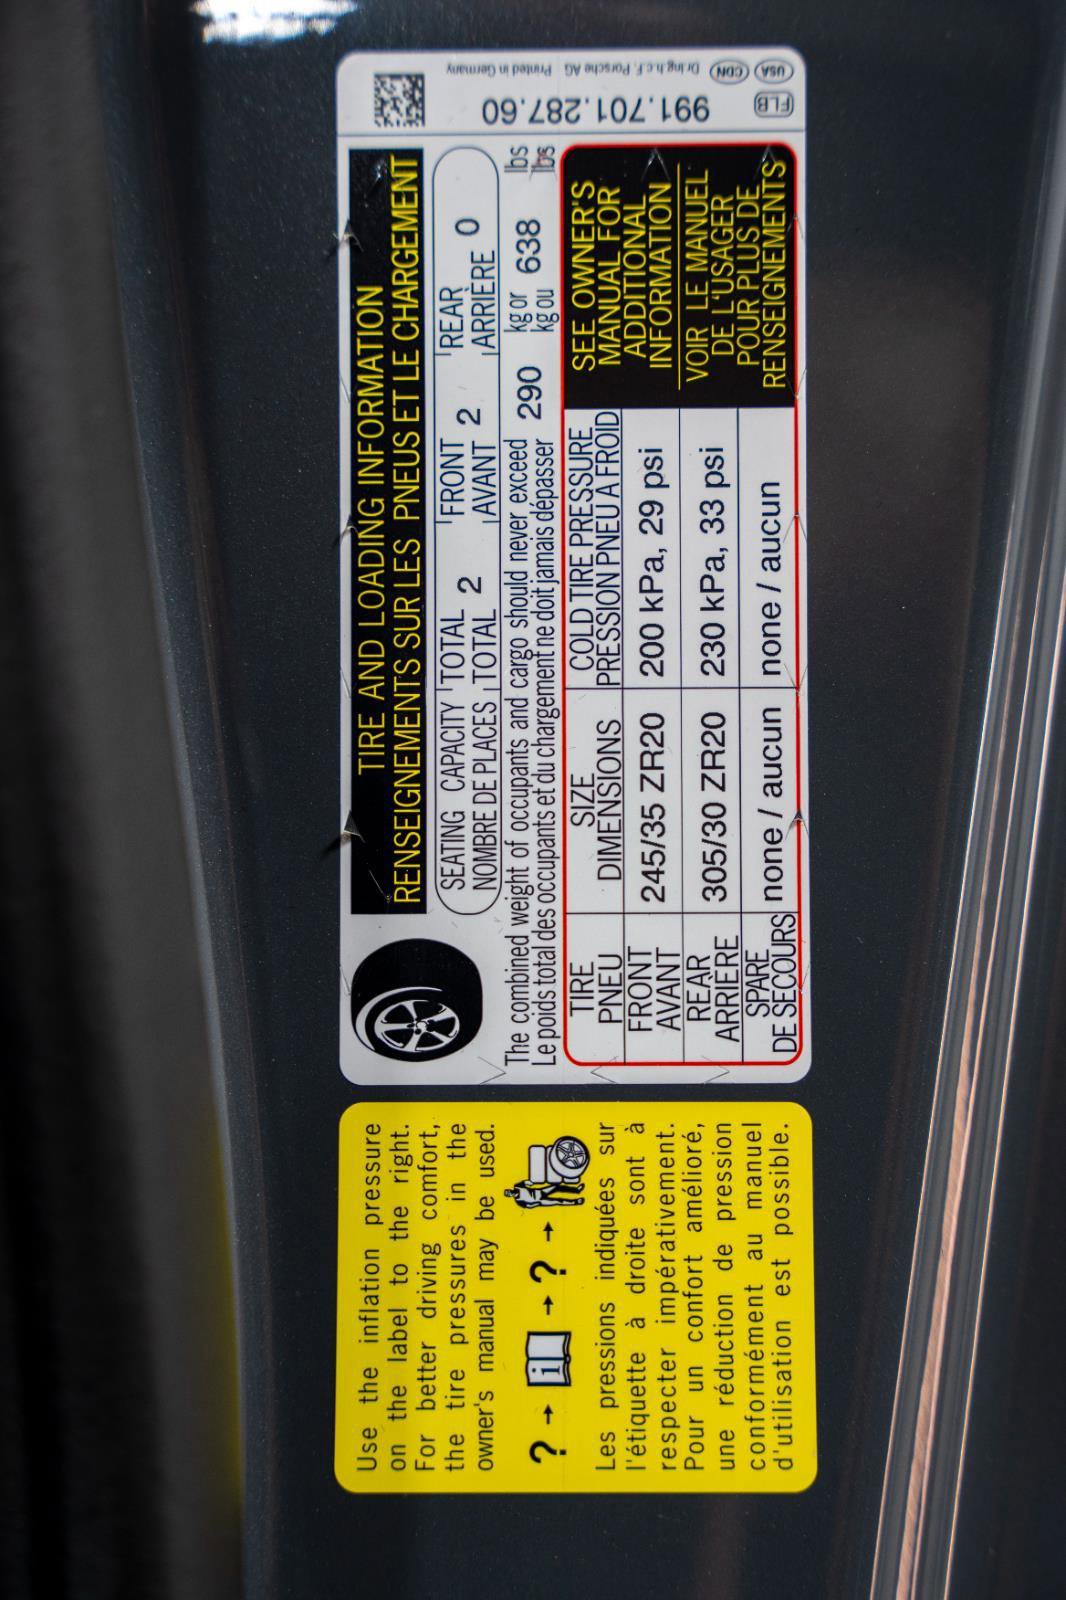 TIRE AND LOADING INFORMATION
RENSEIGNEMENTS SUR LES PNEUS ET LE CHARGEMENT
SEATING CAPACITY TOTAL 2 FRONT 2 REAR 0
NOMBRE DE PLACES TOTAL AVANT ARRIÈRE
The combined weight of occupants and cargo should never exceed 290 kg or 638 lbs
Le poids total des occupants et du chargement ne doit jamais dépasser kg ou lbs
TIRE SIZE COLD TIRE PRESSURE
PNEU DIMENSIONS PRESSION PNEU A FROID
FRONT 245/35 ZR20 200 kPa, 29 psi
AVANT
REAR 305/30 ZR20 230 kPa, 33 psi
ARRIERE
SPARE none / aucun none / aucun
DE SECOURS
SEE OWNER'S
MANUAL FOR
ADDITIONAL
INFORMATION
VOIR LE MANUEL
DE L'USAGER
POUR PLUS DE
RENSEIGNEMENTS
USA CDN Dr.Ing.h.c.F. Porsche AG Printed in Germany
FLB 991.701.287.60
Use the inflation pressure
on the label to the right.
For better driving comfort,
the tire pressures in the
owner's manual may be used.
? → i → ? →
Les pressions indiquées sur
l'étiquette à droite sont à
respecter impérativement.
Pour un confort amélioré,
une réduction de pression
conformément au manuel
d'utilisation est possible.